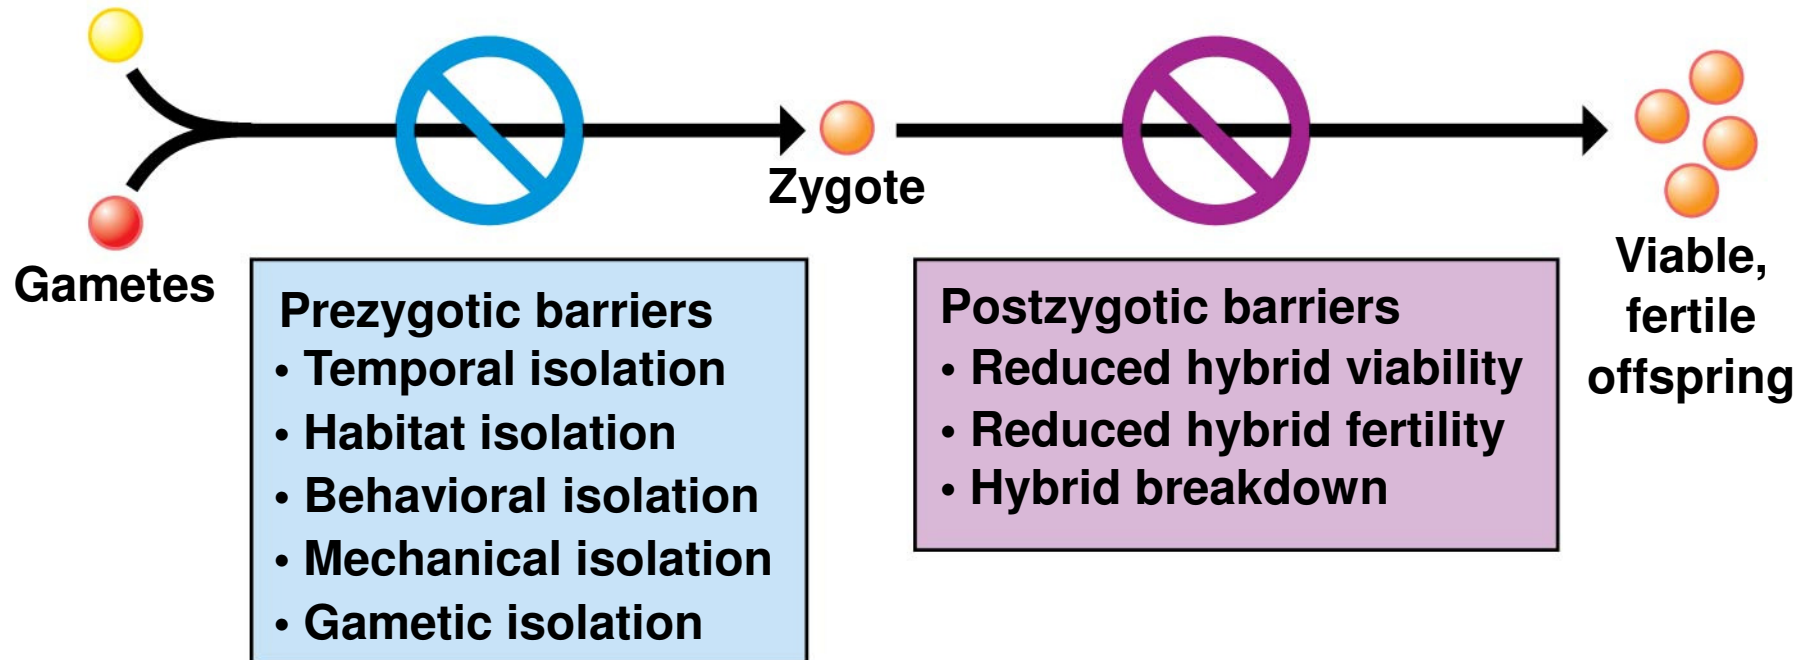 Zygote
Gametes
Prezygotic barriers
• Temporal isolation
• Habitat isolation
• Behavioral isolation
• Mechanical isolation
• Gametic isolation
Postzygotic barriers
• Reduced hybrid viability
• Reduced hybrid fertility
• Hybrid breakdown
Viable,
fertile
offspring